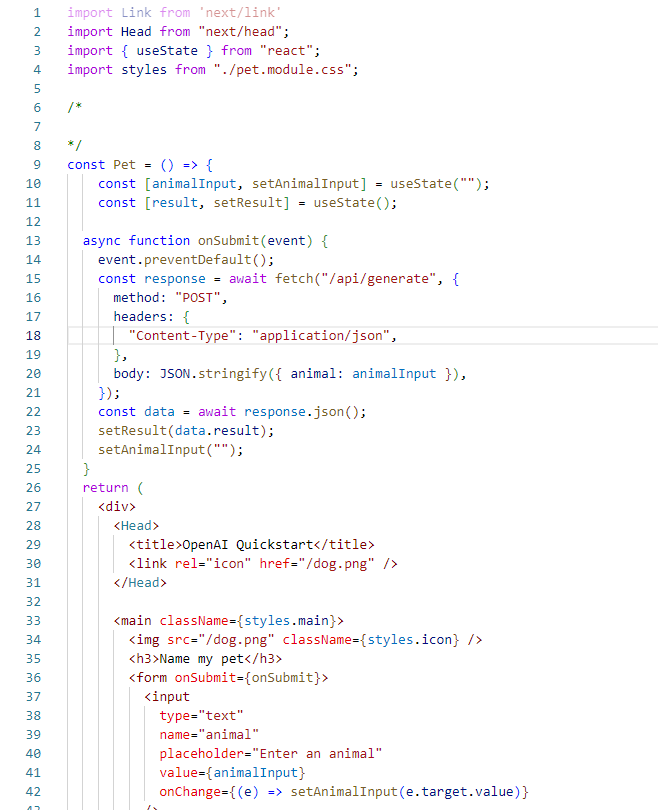 1 import Link from 'next/link'
2 import Head from "next/head";
3 import { useState } from "react";
4 import styles from "./pet.module.css";
5
6 /*
7
8 */
9 const Pet = () => {
10 const [animalInput, setAnimalInput] = useState("");
11 const [result, setResult] = useState();
12
13 async function onSubmit(event) {
14 event.preventDefault();
15 const response = await fetch("/api/generate", {
16 method: "POST",
17 headers: {
18 "Content-Type": "application/json",
19 },
20 body: JSON.stringify({ animal: animalInput }),
21 });
22 const data = await response.json();
23 setResult(data.result);
24 setAnimalInput("");
25 }
26 return (
27 <div>
28 <Head>
29 <title>OpenAI Quickstart</title>
30 <link rel="icon" href="/dog.png" />
31 </Head>
32
33 <main className={styles.main}>
34 <img src="/dog.png" className={styles.icon} />
35 <h3>Name my pet</h3>
36 <form onSubmit={onSubmit}>
37 <input
38 type="text"
39 name="animal"
40 placeholder="Enter an animal"
41 value={animalInput}
42 onChange={(e) => setAnimalInput(e.target.value)}